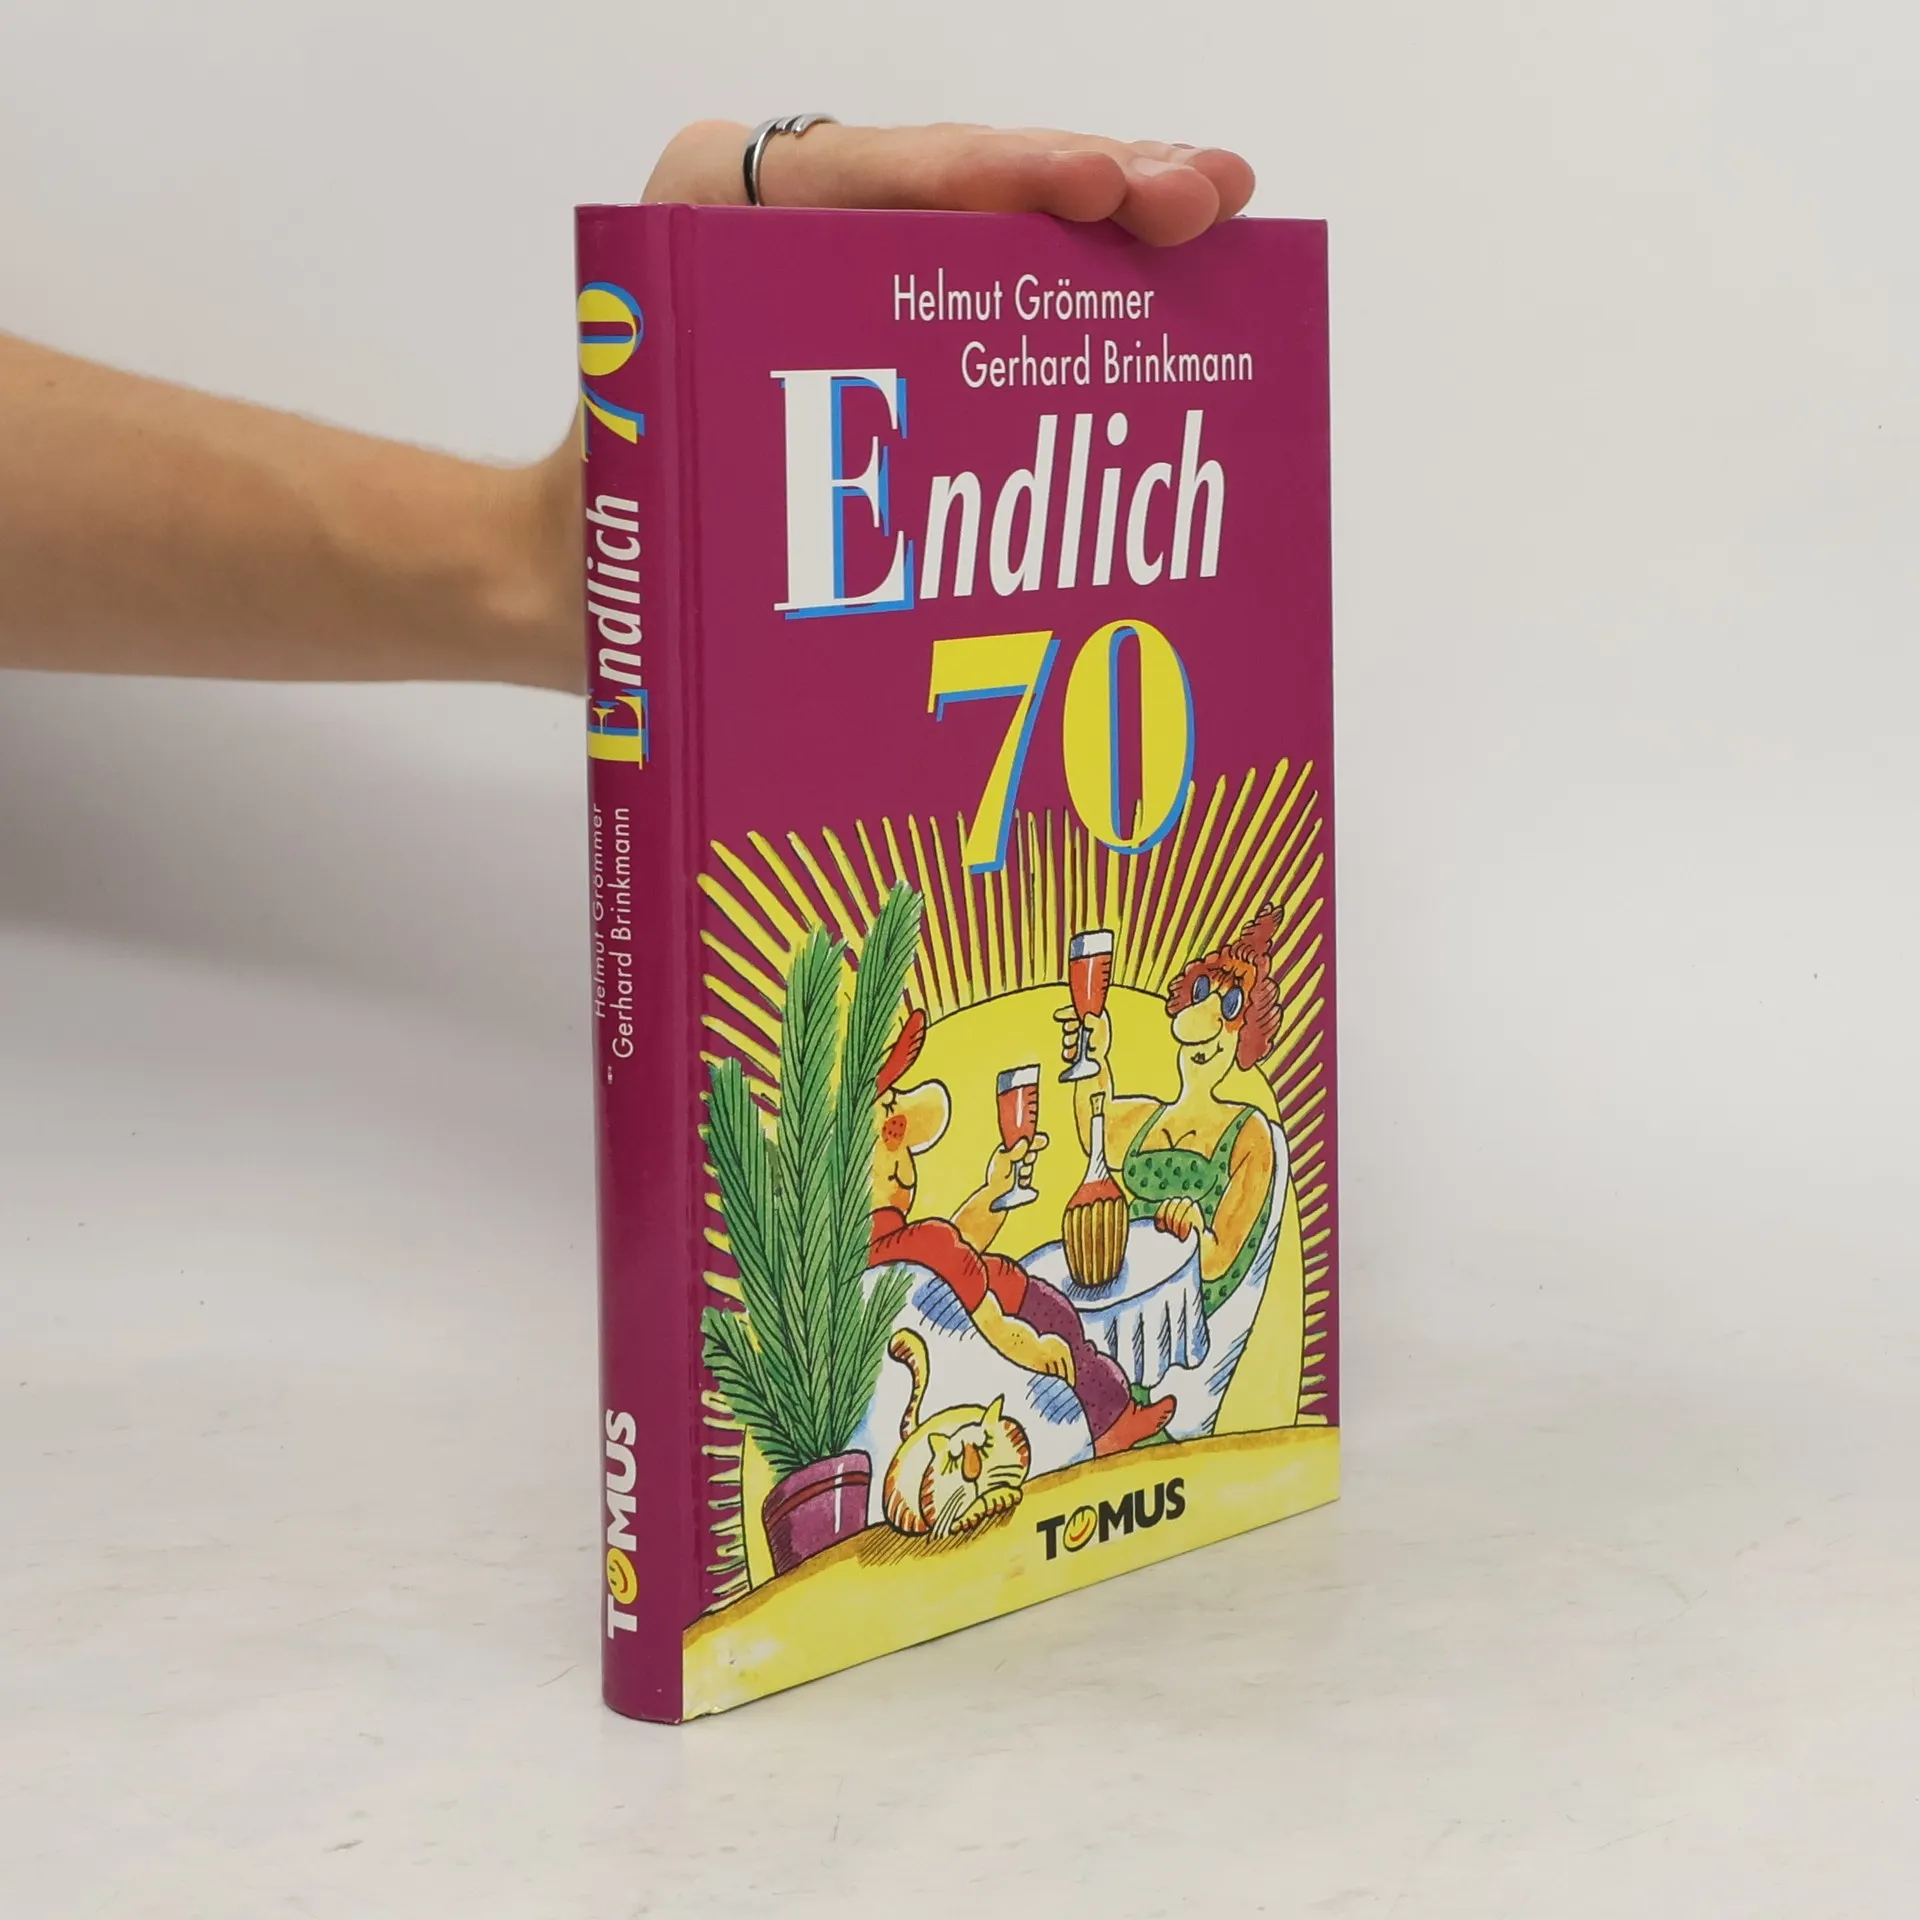 Helmut Grömmer
Gerhard Brinkmann
Endlich
70
TOMUS
Endlich 70
Helmut Grömmer
Gerhard Brinkmann
TOMUS